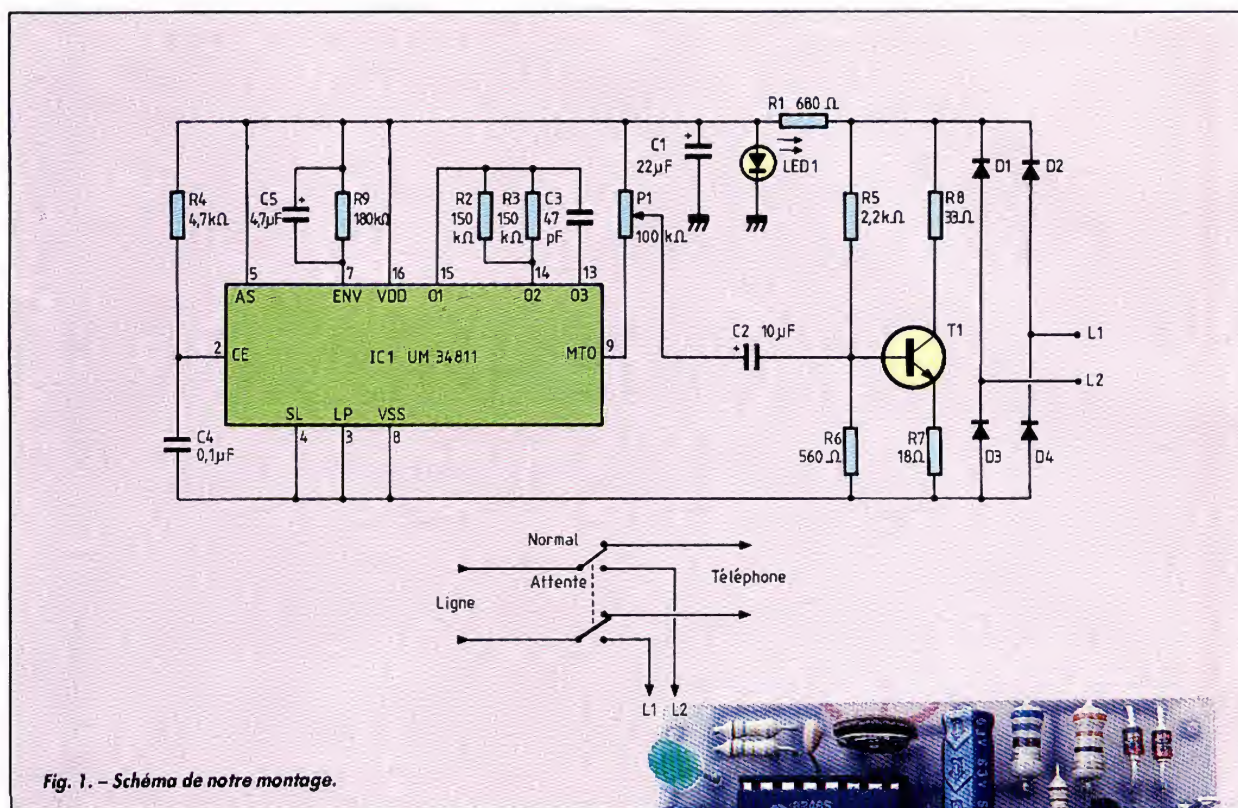 R1 680 Ω
C1
22µF
LED1
D1
D2
R4
4,7kΩ
C5
4,7µF
R9
180kΩ
R2
150
kΩ
R3
150
kΩ
C3
47
pF
P1
100 kΩ
R5
2,2kΩ
R8
33Ω
5
7
16
15
14
13
AS
ENV
VDD
O1
O2
O3
2
CE
IC1 UM 34811
MTO
9
C2 10µF
T1
L1
L2
SL
LP
VSS
4
3
8
C4
0,1µF
R6
560 Ω
R7
18Ω
D3
D4
Normal
Attente
Téléphone
Ligne
L1 L2
Fig. 1. – Schéma de notre montage.